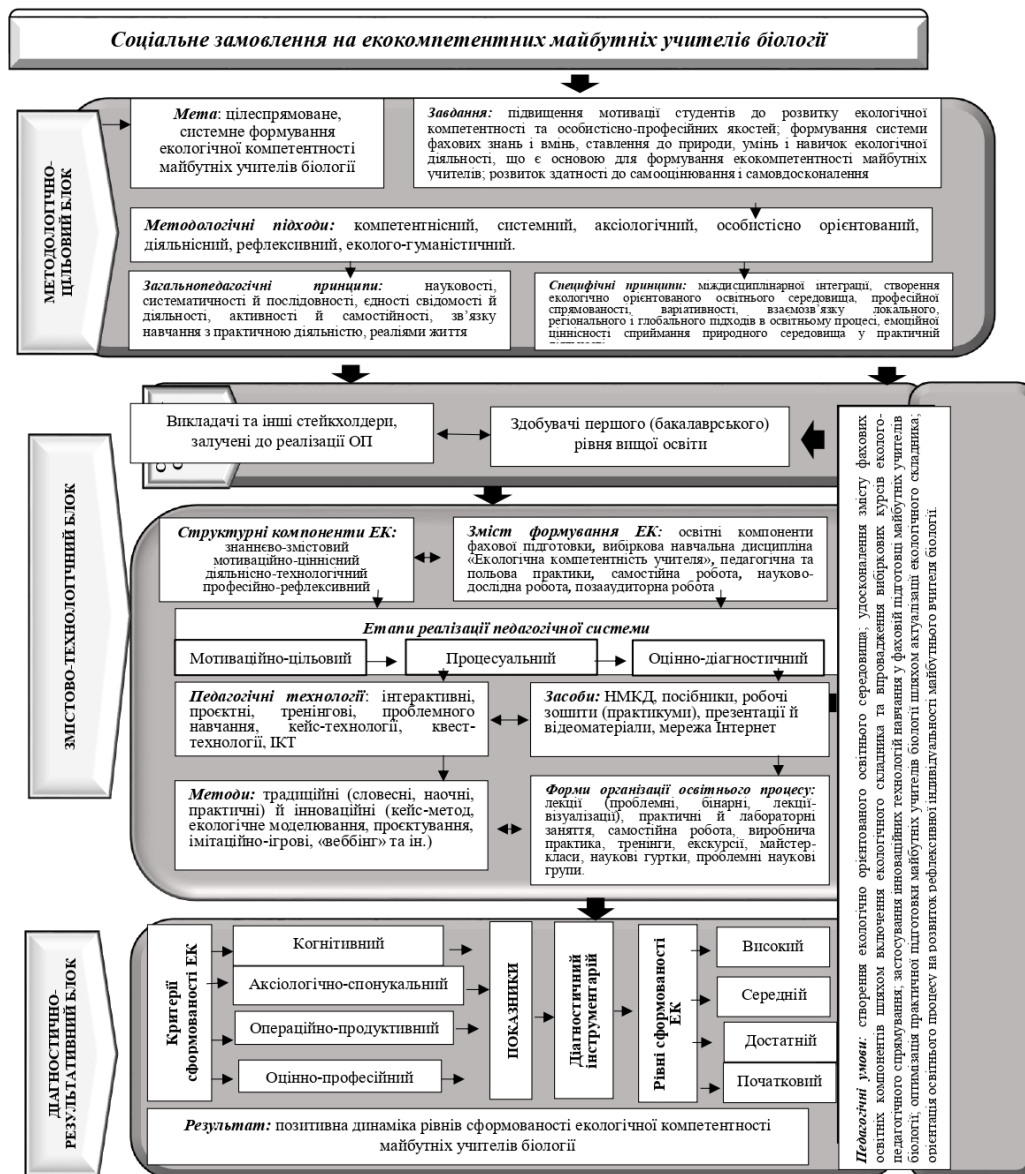 Соціальне замовлення на екокомпетентних майбутніх учителів біології
МЕТОДОЛОГІЧНО-
ЦІЛЬОВИЙ БЛОК
Мета: цілеспрямоване,
системне формування
екологічної компетентності
майбутніх учителів біології
Завдання: підвищення мотивації студентів до розвитку екологічної
компетентності та особистісно-професійних якостей; формування системи
фахових знань і вмінь, ставлення до природи, умінь і навичок екологічної
діяльності, що є основою для формування екокомпетентності майбутніх
учителів; розвиток здатності до самооцінювання і самовдосконалення
Методологічні підходи: компетентнісний, системний, аксіологічний, особистісно орієнтований,
діяльнісний, рефлексивний, еколого-гуманістичний.
Загальнопедагогічні принципи: науковості,
систематичності й послідовності, єдності свідомості й
діяльності, активності й самостійності, зв’язку
навчання з практичною діяльністю, реаліями життя
Специфічні принципи: міждисциплінарної інтеграції, створення
екологічно орієнтованого освітнього середовища, професійної
спрямованості, варіативності, взаємозв’язку локального,
регіонального і глобального підходів в освітньому процесі, емоційної
ціннісності сприймання природного середовища у практичній
ЗМІСТОВО-ТЕХНОЛОГІЧНИЙ БЛОК
Викладачі та інші стейкхолдери,
залучені до реалізації ОП
Здобувачі першого (бакалаврського)
рівня вищої освіти
Структурні компоненти ЕК:
знаннєво-змістовий
мотиваційно-ціннісний
діяльнісно-технологічний
професійно-рефлексивний
Зміст формування ЕК: освітні компоненти
фахової підготовки, вибіркова навчальна дисципліна
«Екологічна компетентність учителя», педагогічна та
польова практики, самостійна робота, науково-
дослідна робота, позааудиторна робота
Етапи реалізації педагогічної системи
Мотиваційно-цільовий
Процесуальний
Оцінно-діагностичний
Педагогічні технології: інтерактивні,
проєктні, тренінгові, проблемного
навчання, кейс-технології, квест-
технології, ІКТ
Засоби: НМКД, посібники, робочі
зошити (практикуми), презентації й
відеоматеріали, мережа Інтернет
Методи: традиційні (словесні, наочні,
практичні) й інноваційні (кейс-метод,
екологічне моделювання, проєктування,
імітаційно-ігрові, «веббінг» та ін.)
Форми організації освітнього процесу:
лекції (проблемні, бінарні, лекції-
візуалізації), практичні й лабораторні
заняття, самостійна робота, виробнича
практика, тренінги, екскурсії, майстер-
класи, наукові гуртки, проблемні наукові
групи.
Педагогічні умови: створення екологічно орієнтованого освітнього середовища; удосконалення змісту фахових
освітніх компонентів шляхом включення екологічного складника та впровадження вибіркових курсів еколого-
педагогічного спрямування; застосування інноваційних технологій навчання у фаховій підготовці майбутніх учителів
біології; оптимізація практичної підготовки майбутніх учителів біології шляхом актуалізації екологічного складника;
орієнтація освітнього процесу на розвиток рефлексивної індивідуальності майбутнього вчителя біології.
ДІАГНОСТИЧНО-
РЕЗУЛЬТАТИВНИЙ БЛОК
Критерії
сформованості ЕК
Когнітивний
Аксіологічно-спонукальний
Операційно-продуктивний
Оцінно-професійний
ПОКАЗНИКИ
Діагностичний
інструментарій
Рівні сформованості
ЕК
Високий
Середній
Достатній
Початковий
Результат: позитивна динаміка рівнів сформованості екологічної компетентності
майбутніх учителів біології